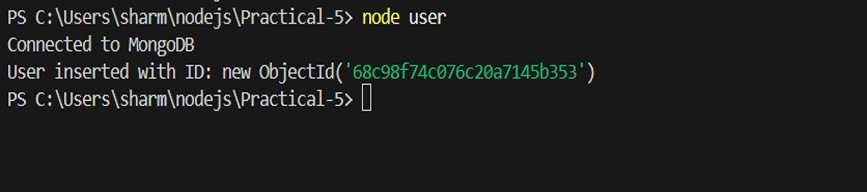 PS C:\Users\sharm\nodejs\Practical-5> node user
Connected to MongoDB
User inserted with ID: new ObjectId('68c98f74c076c20a7145b353')
PS C:\Users\sharm\nodejs\Practical-5>